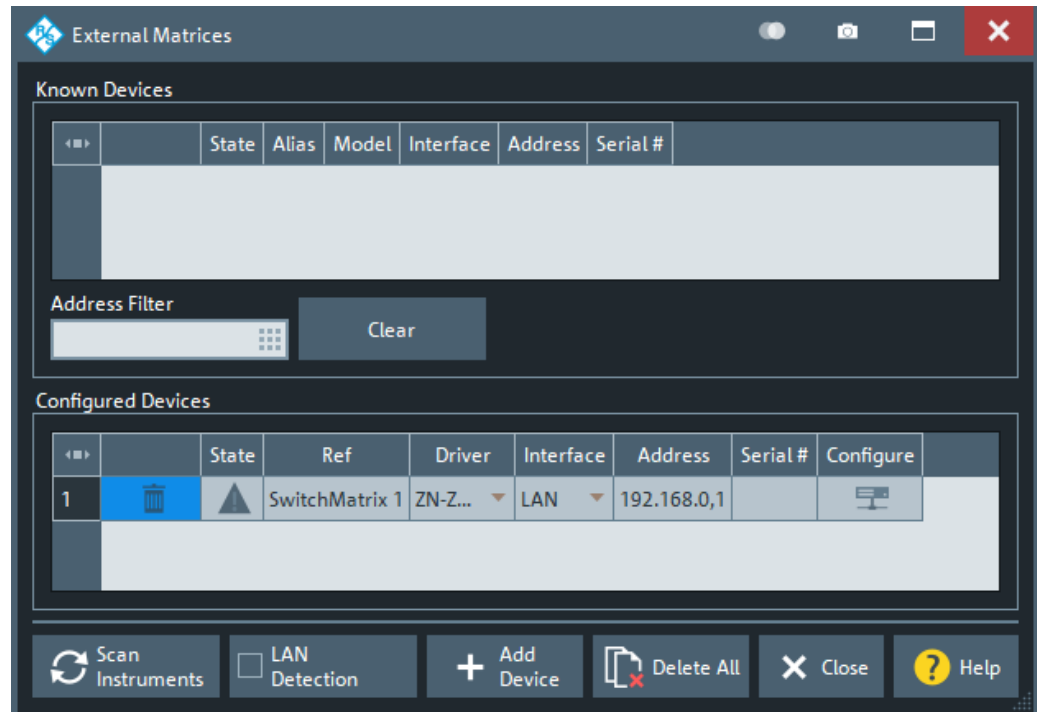 External Matrices
Known Devices
State Alias Model Interface Address Serial #
Address Filter
Clear
Configured Devices
State Ref Driver Interface Address Serial # Configure
1 SwitchMatrix 1 ZN-Z... LAN 192.168.0,1
Scan
Instruments
LAN
Detection
Add
Device
Delete All
Close
? Help